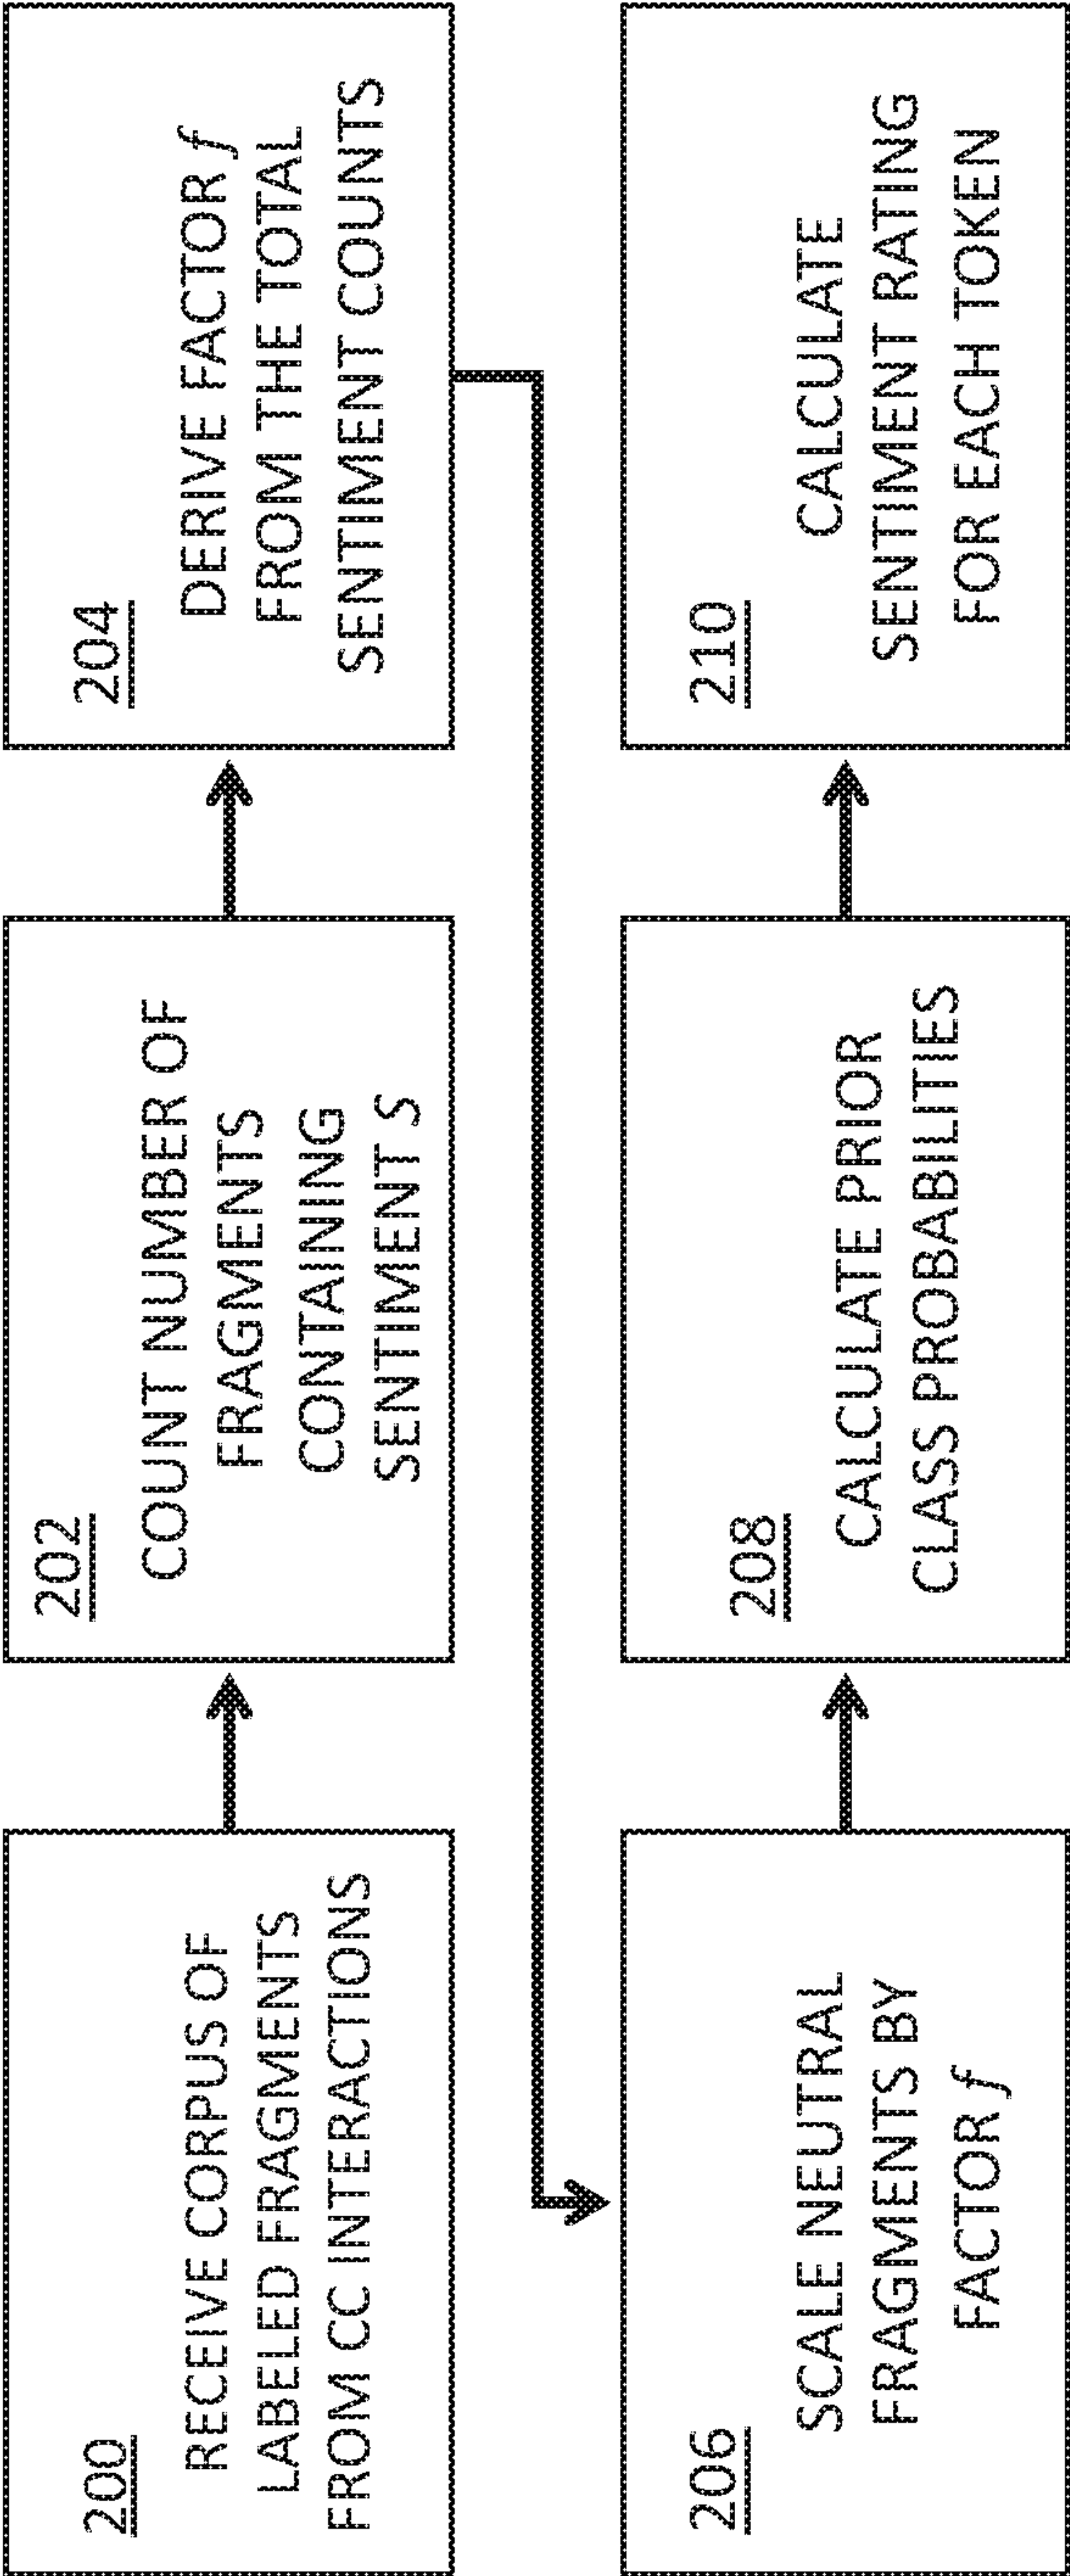 200
RECEIVE CORPUS OF
LABELED FRAGMENTS
FROM CC INTERACTIONS
202
COUNT NUMBER OF
FRAGMENTS
CONTAINING
SENTIMENT S
204
DERIVE FACTOR f
FROM THE TOTAL
SENTIMENT COUNTS
206
SCALE NEUTRAL
FRAGMENTS BY
FACTOR f
208
CALCULATE PRIOR
CLASS PROBABILITIES
210
CALCULATE
SENTIMENT RATING
FOR EACH TOKEN